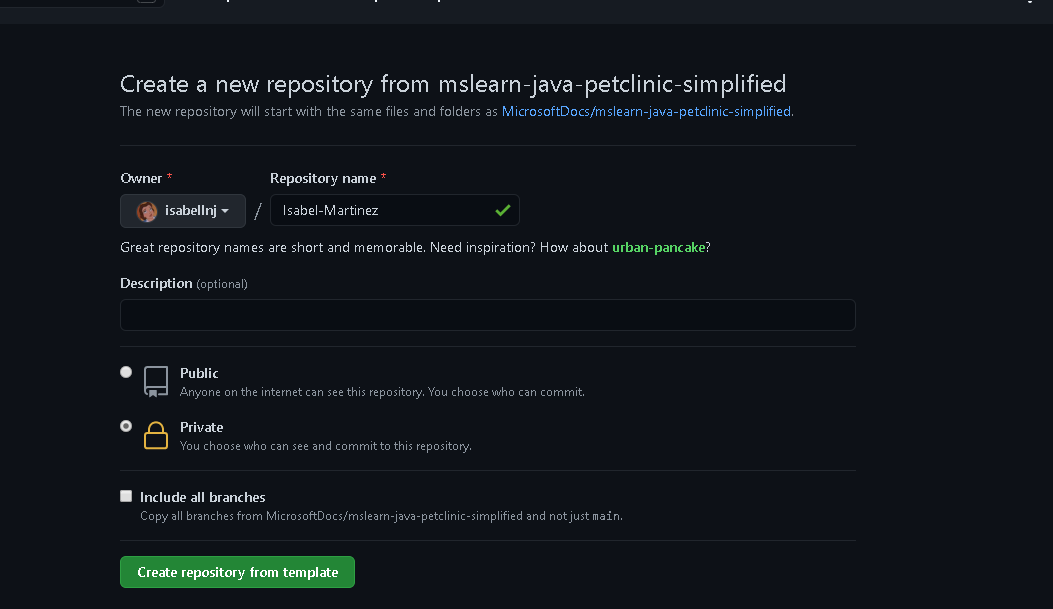 Create a new repository from mslearn-java-petclinic-simplified
The new repository will start with the same files and folders as MicrosoftDocs/mslearn-java-petclinic-simplified.
Owner * Repository name *
isabellnj / Isabel-Martinez
Great repository names are short and memorable. Need inspiration? How about urban-pancake?
Description (optional)
Public
Anyone on the internet can see this repository. You choose who can commit.
Private
You choose who can see and commit to this repository.
Include all branches
Copy all branches from MicrosoftDocs/mslearn-java-petclinic-simplified and not just main.
Create repository from template